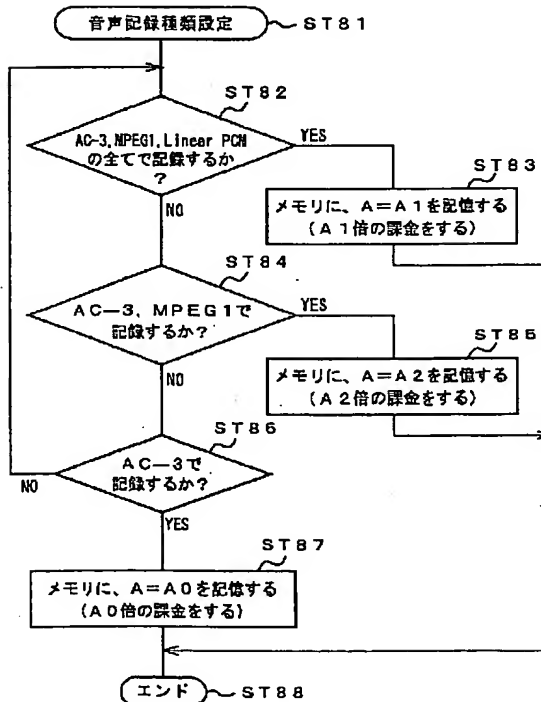 音声記録種類設定 ST81
ST82
AC-3,MPEG1,Linear PCM
の全てで記録するか
?
YES
NO
ST83
メモリに、A=A1を記憶する
(A1倍の課金をする)
ST84
AC-3、MPEG1で
記録するか?
YES
NO
ST85
メモリに、A=A2を記憶する
(A2倍の課金をする)
ST86
AC-3で
記録するか?
NO
YES
ST87
メモリに、A=A0を記憶する
(A0倍の課金をする)
エンド ST88